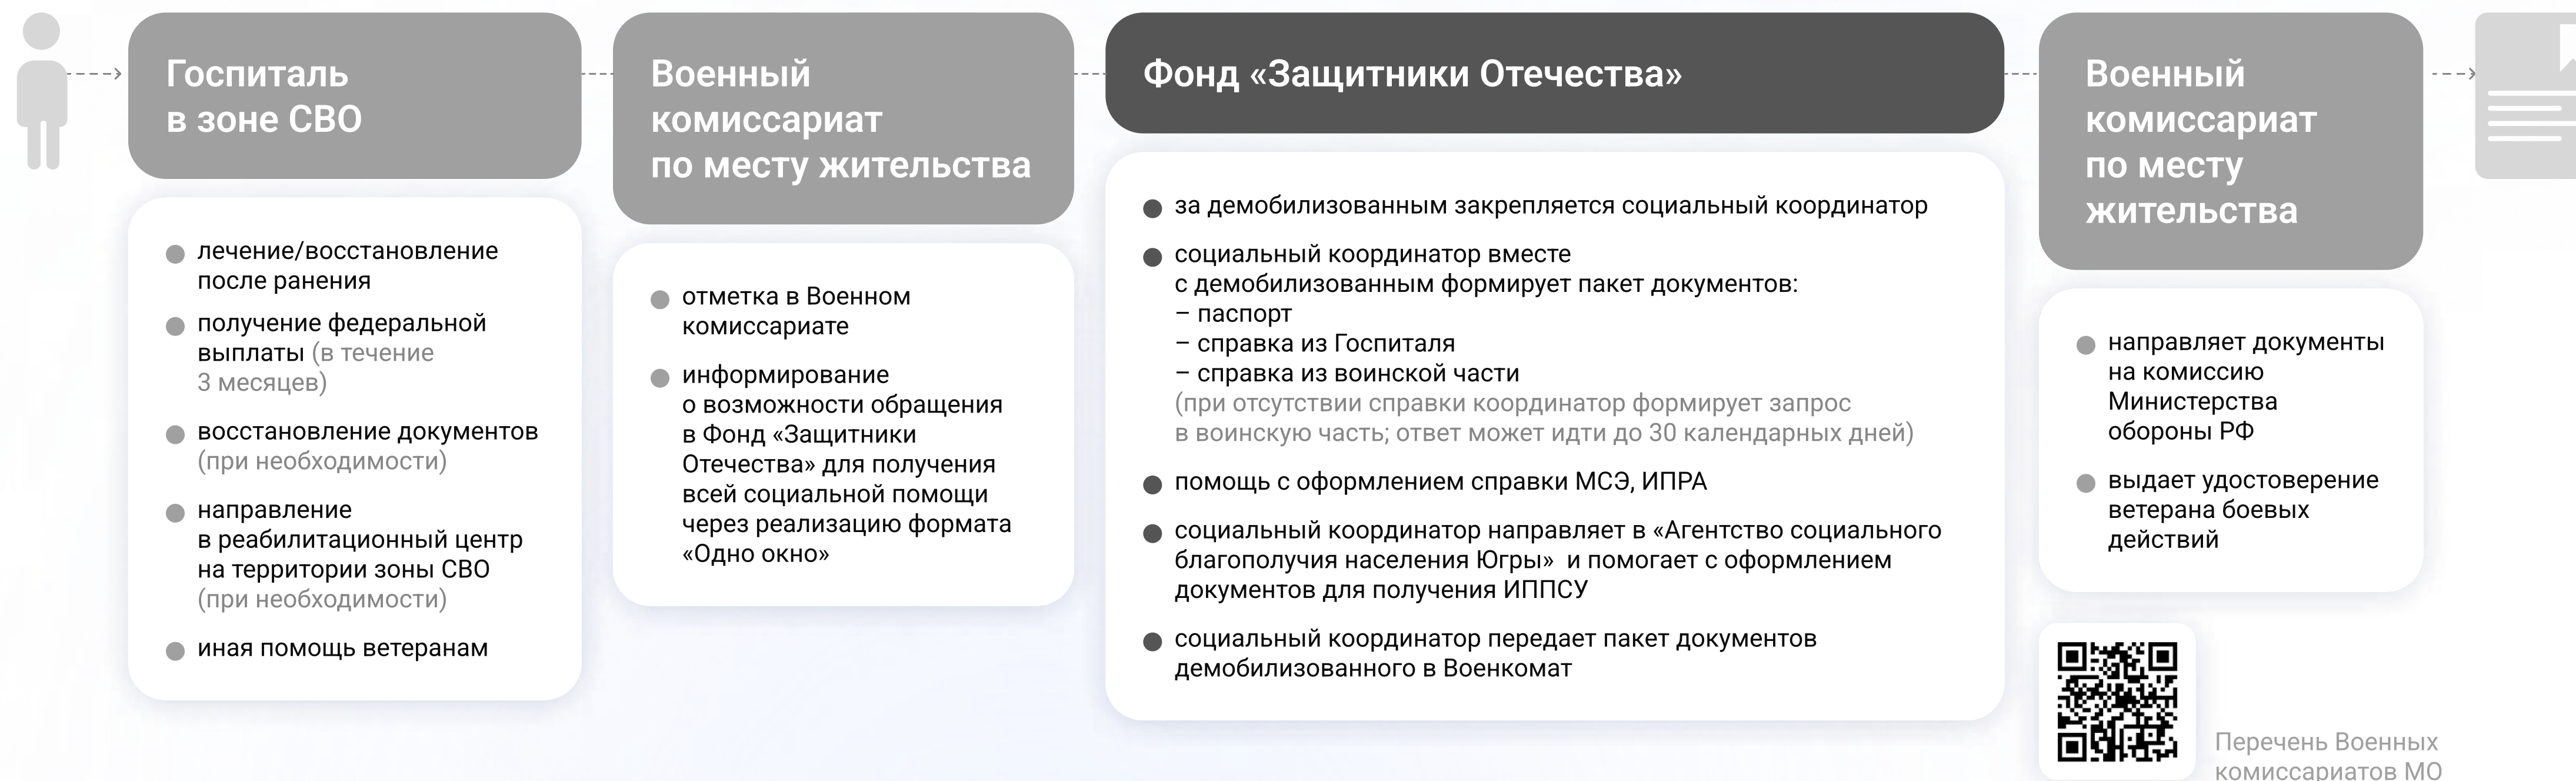 Госпиталь
в зоне СВО
лечение/восстановление
после ранения
получение федеральной
выплаты (в течение
3 месяцев)
восстановление документов
(при необходимости)
направление
в реабилитационный центр
на территории зоны СВО
(при необходимости)
иная помощь ветеранам
Военный
комиссариат
по месту жительства
отметка в Военном
комиссариате
информирование
о возможности обращения
в Фонд «Защитники
Отечества» для получения
всей социальной помощи
через реализацию формата
«Одно окно»
Фонд «Защитники Отечества»
за демобилизованным закрепляется социальный координатор
социальный координатор вместе
с демобилизованным формирует пакет документов:
– паспорт
– справка из Госпиталя
– справка из воинской части
(при отсутствии справки координатор формирует запрос
в воинскую часть; ответ может идти до 30 календарных дней)
помощь с оформлением справки МСЭ, ИПРА
социальный координатор направляет в «Агентство социального
благополучия населения Югры» и помогает с оформлением
документов для получения ИППСУ
социальный координатор передает пакет документов
демобилизованного в Военкомат
Военный
комиссариат
по месту
жительства
направляет документы
на комиссию
Министерства
обороны РФ
выдает удостоверение
ветерана боевых
действий
Перечень Военных
комиссариатов МО